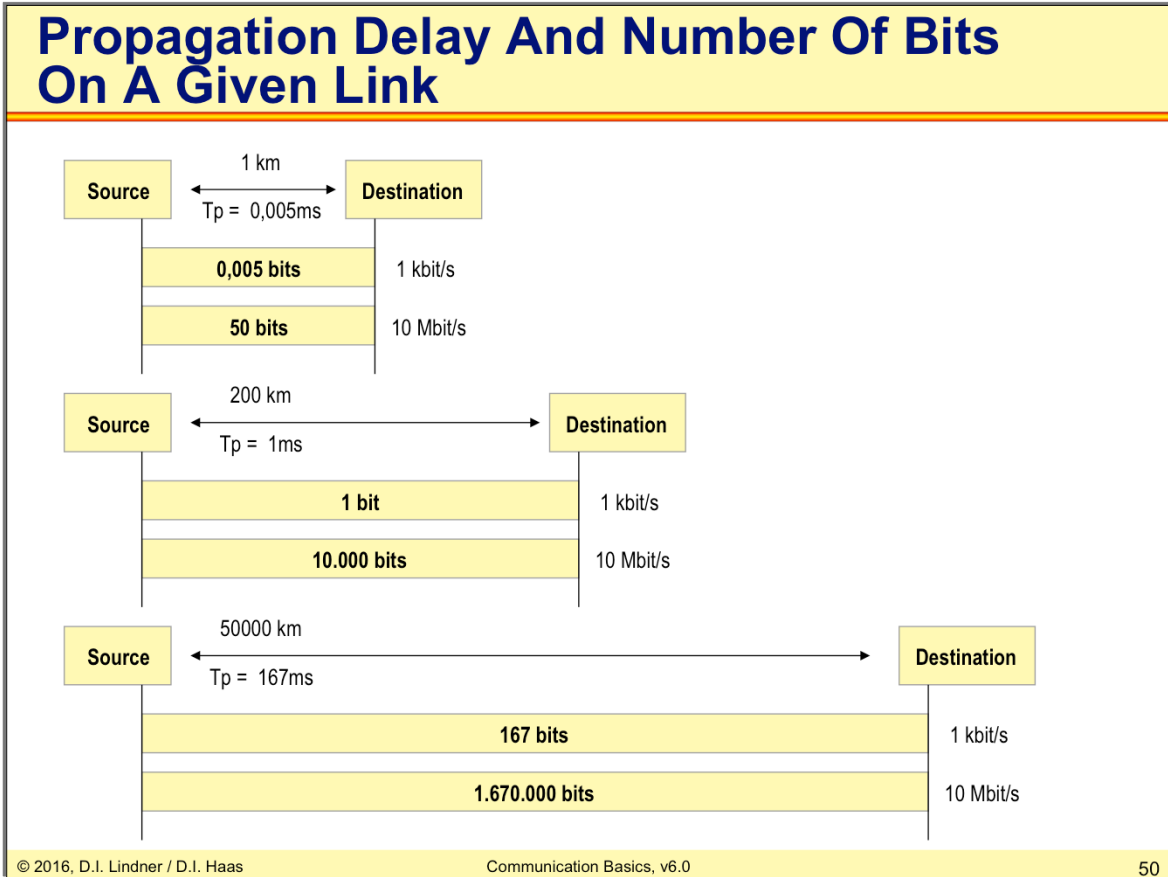 Propagation Delay And Number Of Bits
On A Given Link
1 km
Source
Destination
Tp = 0,005ms
0,005 bits
1 kbit/s
50 bits
10 Mbit/s
200 km
Source
Destination
Tp = 1ms
1 bit
1 kbit/s
10.000 bits
10 Mbit/s
50000 km
Source
Destination
Tp = 167ms
167 bits
1 kbit/s
1.670.000 bits
10 Mbit/s
© 2016, D.I. Lindner / D.I. Haas
Communication Basics, v6.0
50